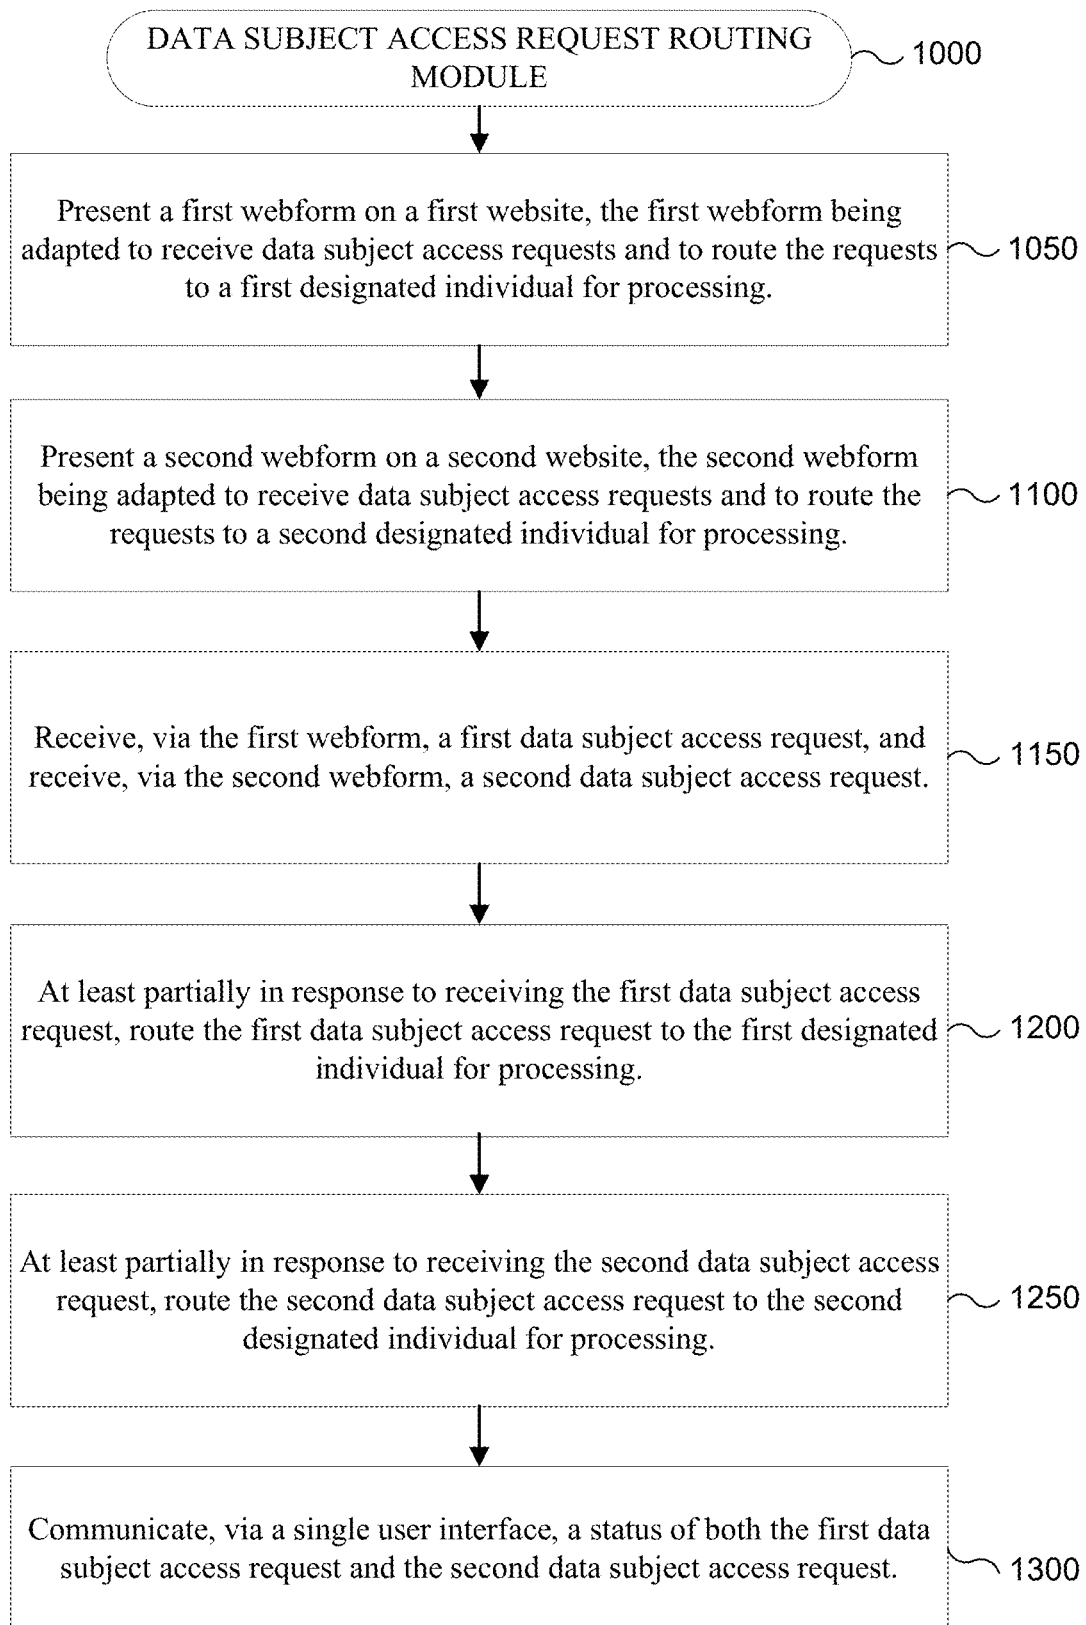 DATA SUBJECT ACCESS REQUEST ROUTING
MODULE
1000
Present a first webform on a first website, the first webform being
adapted to receive data subject access requests and to route the requests
to a first designated individual for processing.
1050
Present a second webform on a second website, the second webform
being adapted to receive data subject access requests and to route the
requests to a second designated individual for processing.
1100
Receive, via the first webform, a first data subject access request, and
receive, via the second webform, a second data subject access request.
1150
At least partially in response to receiving the first data subject access
request, route the first data subject access request to the first designated
individual for processing.
1200
At least partially in response to receiving the second data subject access
request, route the second data subject access request to the second
designated individual for processing.
1250
Communicate, via a single user interface, a status of both the first data
subject access request and the second data subject access request.
1300